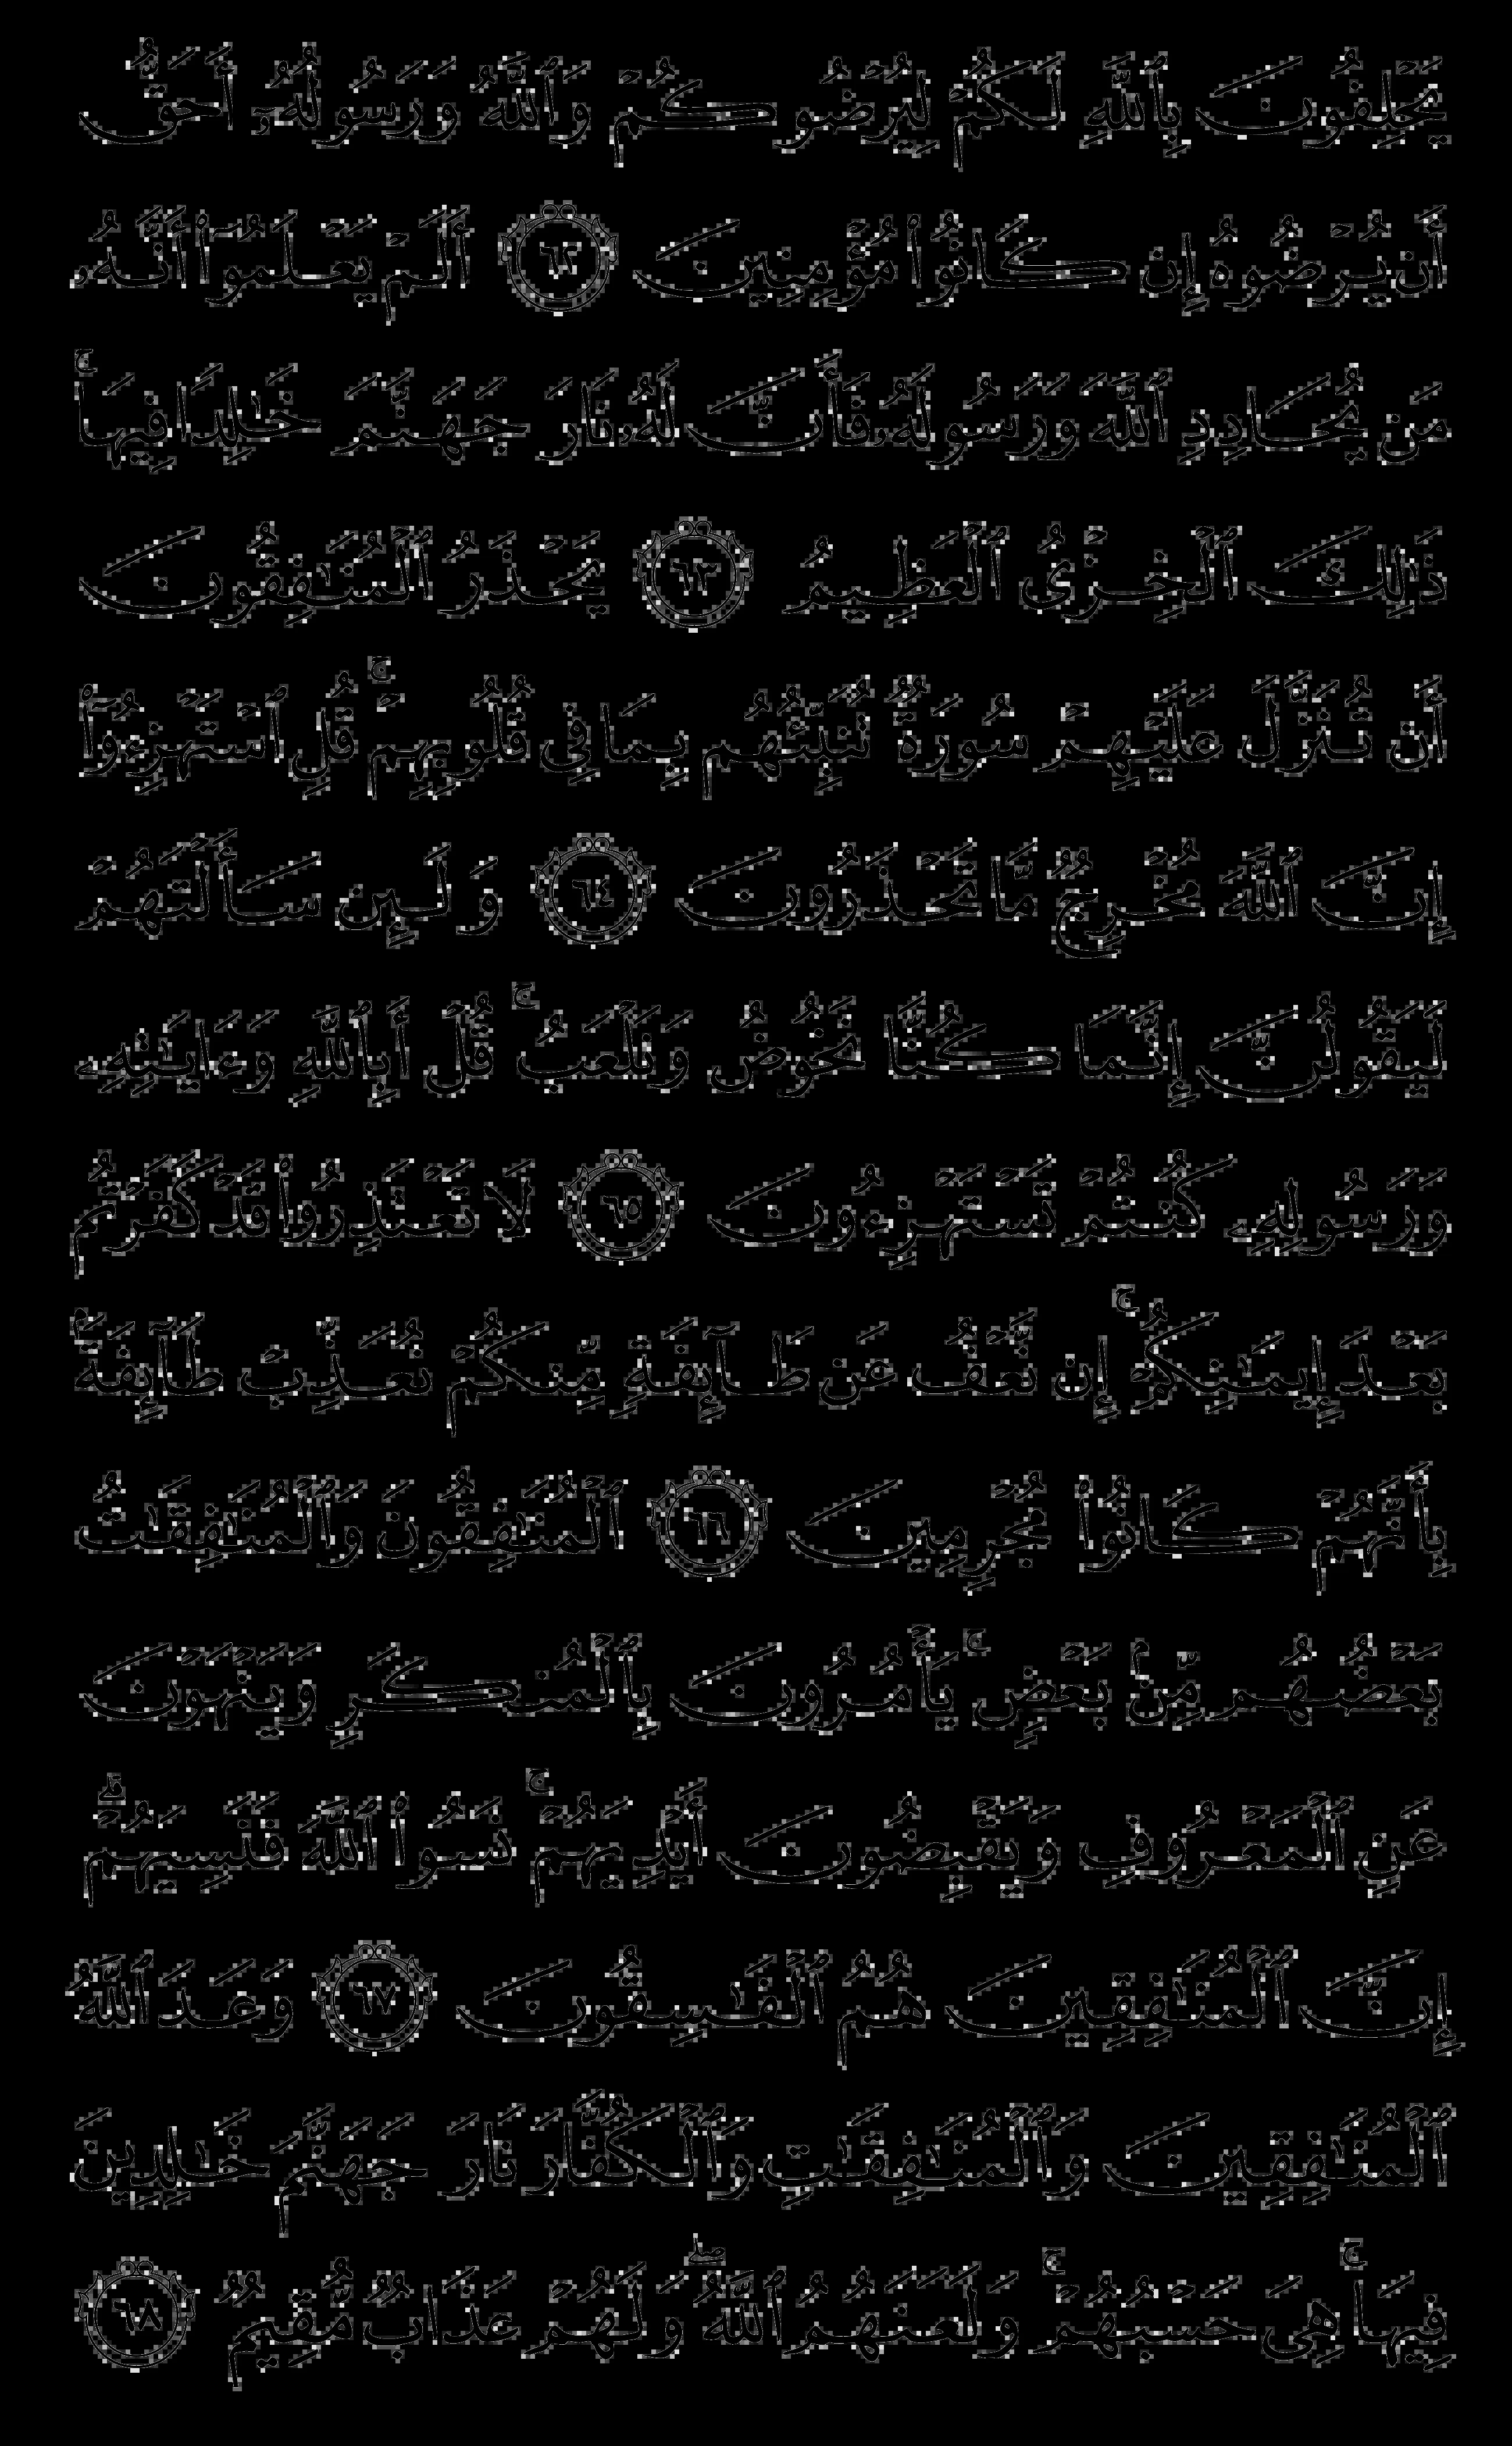 يَحْلِفُونَ بِٱللَّهِ لَكُمْ لِيُرْضُوكُمْ وَٱللَّهُ وَرَسُولُهُۥٓ أَحَقُّ
أَن يُرْضُوهُ إِن كَانُوا۟ مُؤْمِنِينَ ٦٢ أَلَمْ يَعْلَمُوٓا۟ أَنَّهُۥ
مَن يُحَادِدِ ٱللَّهَ وَرَسُولَهُۥ فَأَنَّ لَهُۥ نَارَ جَهَنَّمَ خَـٰلِدًا فِيهَا ۚ
ذَٰلِكَ ٱلْخِزْىُ ٱلْعَظِيمُ ٦٣ يَحْذَرُ ٱلْمُنَـٰفِقُونَ
أَن تُنَزَّلَ عَلَيْهِمْ سُورَةٌ تُنَبِّئُهُم بِمَا فِى قُلُوبِهِمْ ۚ قُلِ ٱسْتَهْزِءُوٓا۟
إِنَّ ٱللَّهَ مُخْرِجٌ مَّا تَحْذَرُونَ ٦٤ وَلَئِن سَأَلْتَهُمْ
لَيَقُولُنَّ إِنَّمَا كُنَّا نَخُوضُ وَنَلْعَبُ ۚ قُلْ أَبِٱللَّهِ وَءَايَـٰتِهِۦ
وَرَسُولِهِۦ كُنتُمْ تَسْتَهْزِءُونَ ٦٥ لَا تَعْتَذِرُوا۟ قَدْ كَفَرْتُم
بَعْدَ إِيمَـٰنِكُمْ ۚ إِن نَّعْفُ عَن طَآئِفَةٍ مِّنكُمْ نُعَذِّبْ طَآئِفَةًۢ
بِأَنَّهُمْ كَانُوا۟ مُجْرِمِينَ ٦٦ ٱلْمُنَـٰفِقُونَ وَٱلْمُنَـٰفِقَـٰتُ
بَعْضُهُم مِّنۢ بَعْضٍ ۚ يَأْمُرُونَ بِٱلْمُنكَرِ وَيَنْهَوْنَ
عَنِ ٱلْمَعْرُوفِ وَيَقْبِضُونَ أَيْدِيَهُمْ ۚ نَسُوا۟ ٱللَّهَ فَنَسِيَهُمْ ۗ
إِنَّ ٱلْمُنَـٰفِقِينَ هُمُ ٱلْفَـٰسِقُونَ ٦٧ وَعَدَ ٱللَّهُ
ٱلْمُنَـٰفِقِينَ وَٱلْمُنَـٰفِقَـٰتِ وَٱلْكُفَّارَ نَارَ جَهَنَّمَ خَـٰلِدِينَ
فِيهَا ۚ هِىَ حَسْبُهُمْ ۚ وَلَعَنَهُمُ ٱللَّهُ ۖ وَلَهُمْ عَذَابٌ مُّقِيمٌ ٦٨